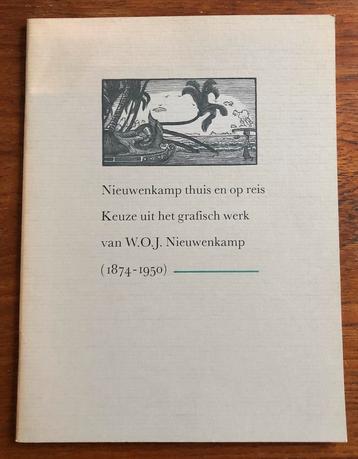 Nieuwenkamp thuis en op reis
Keuze uit het grafisch werk
van W.O.J. Nieuwenkamp
(1874-1950)